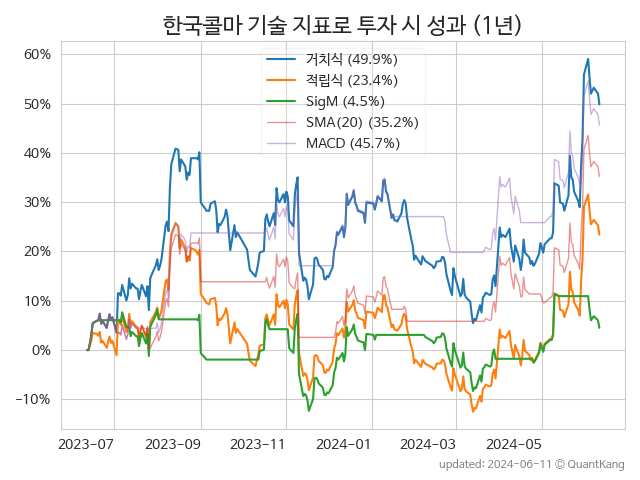 한국콜마 기술 지표로 투자 시 성과 (1년)
거치식 (49.9%)
적립식 (23.4%)
SigM (4.5%)
SMA(20) (35.2%)
MACD (45.7%)
60%
50%
40%
30%
20%
10%
0%
−10%
2023-07
2023-09
2023-11
2024-01
2024-03
2024-05
updated: 2024-06-11 © QuantKang